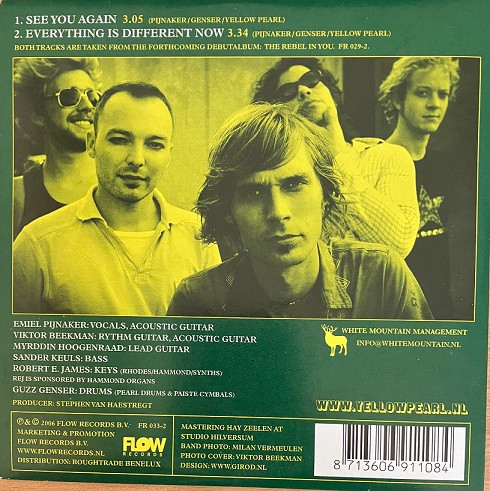 1. SEE YOU AGAIN 3.05 (PIJNAKER/GENSER/YELLOW PEARL)
2. EVERYTHING IS DIFFERENT NOW 3.34 (PIJNAKER/GENSER/YELLOW PEARL)
BOTH TRACKS ARE TAKEN FROM THE FORTHCOMING DEBUTALBUM: THE REBEL IN YOU. FR 029-2.
EMIEL PIJNAKER: VOCALS, ACOUSTIC GUITAR
VIKTOR BEEKMAN: RYTHM GUITAR, ACOUSTIC GUITAR
MYRDDIN HOOGENRAAD: LEAD GUITAR
SANDER KEULS: BASS
ROBERT E. JAMES: KEYS (RHODES/HAMMOND/SYNTHS)
REJ IS SPONSORED BY HAMMOND ORGANS
GUZZ GENSER: DRUMS (PEARL DRUMS & PAISTE CYMBALS)
PRODUCER: STEPHEN VAN HAESTREGT
WHITE MOUNTAIN MANAGEMENT
INFO@WHITEMOUNTAIN.NL
WWW.YELLOWPEARL.NL
℗ & © 2006 FLOW RECORDS B.V. FR 033-2
MARKETING & PROMOTION
FLOW RECORDS B.V.
WWW.FLOWRECORDS.NL
DISTRIBUTION: ROUGHTRADE BENELUX
FLOW
RECORDS
MASTERING HAY ZEELEN AT
STUDIO HILVERSUM
BAND PHOTO: MILAN VERMEULEN
PHOTO COVER: VIKTOR BEEKMAN
DESIGN: WWW.GIROD.NL
8 713606 911084